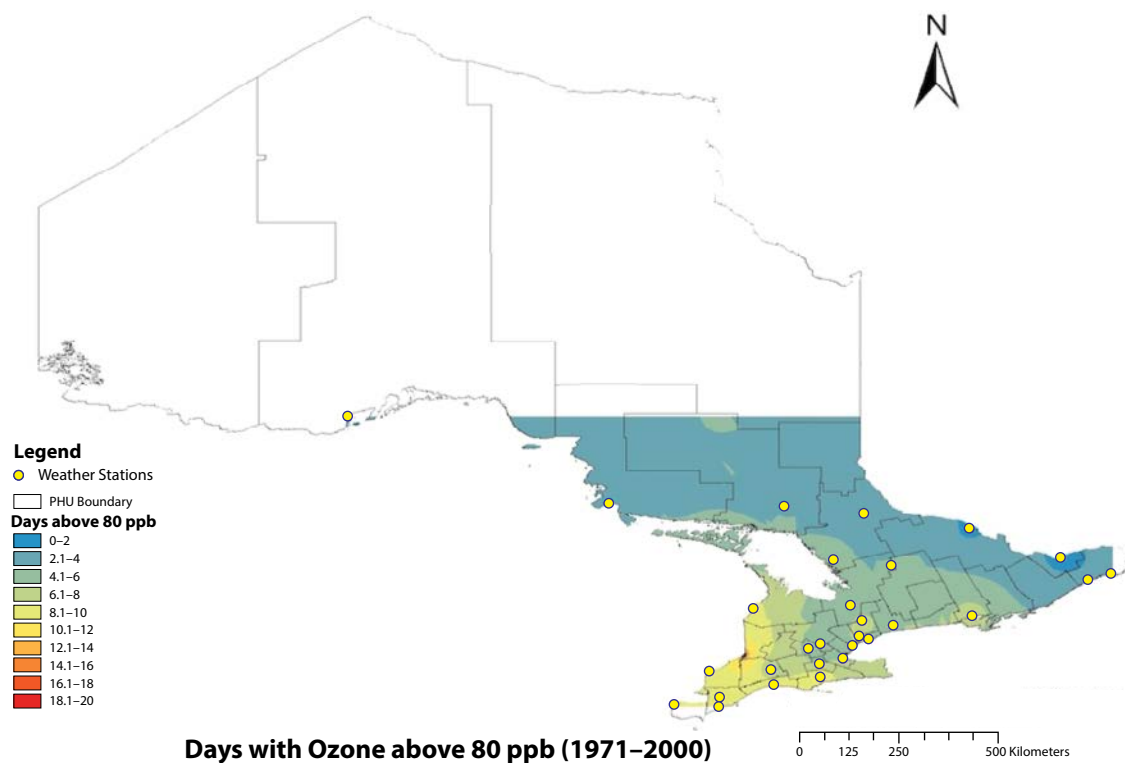 N
Legend
Weather Stations
PHU Boundary
Days above 80 ppb
0–2
2.1–4
4.1–6
6.1–8
8.1–10
10.1–12
12.1–14
14.1–16
16.1–18
18.1–20
Days with Ozone above 80 ppb (1971–2000)
0 125 250 500 Kilometers